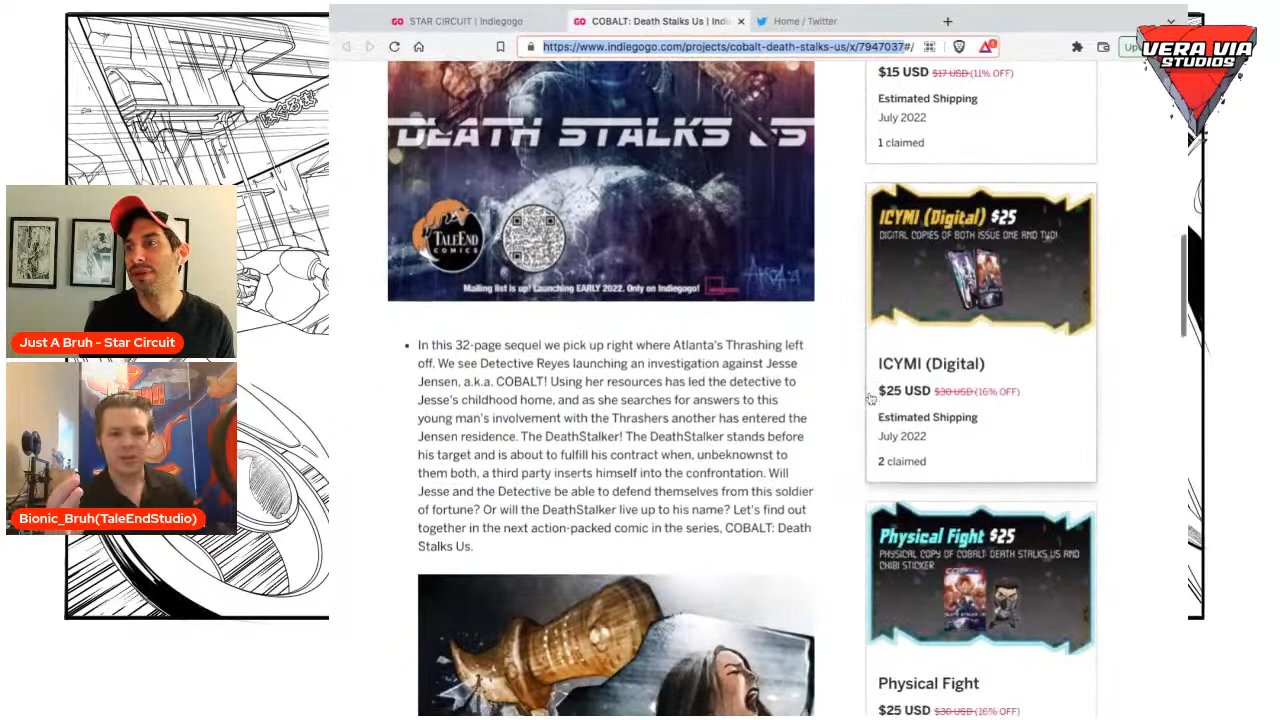 GO STAR CIRCUIT | Indiegogo
GO COBALT: Death Stalks Us | Indi
Home / Twitter
https://www.indiegogo.com/projects/cobalt-death-stalks-us/x/7947037#/
VERA VIA
STUDIOS
DEATH STALKS US
TALEEND
COMICS
Mailing list is up! Launching EARLY 2022. Only on Indiegogo!
In this 32-page sequel we pick up right where Atlanta's Thrashing left
off. We see Detective Reyes launching an investigation against Jesse
Jensen, a.k.a. COBALT! Using her resources has led the detective to
Jesse's childhood home, and as she searches for answers to this
young man's involvement with the Thrashers another has entered the
Jensen residence. The DeathStalker! The DeathStalker stands before
his target and is about to fulfill his contract when, unbeknownst to
them both, a third party inserts himself into the confrontation. Will
Jesse and the Detective be able to defend themselves from this soldier
of fortune? Or will the DeathStalker live up to his name? Let's find out
together in the next action-packed comic in the series, COBALT: Death
Stalks Us.
$15 USD $17 USD (11% OFF)
Estimated Shipping
July 2022
1 claimed
ICYMI (Digital) $25
DIGITAL COPIES OF BOTH ISSUE ONE AND TWO!
ICYMI (Digital)
$25 USD $30 USD (16% OFF)
Estimated Shipping
July 2022
2 claimed
Physical Fight $25
PHYSICAL COPY OF COBALT: DEATH STALKS US AND
CHIBI STICKER
Physical Fight
$25 USD $30 USD (16% OFF)
Just A Bruh - Star Circuit
Bionic_Bruh(TaleEndStudio)